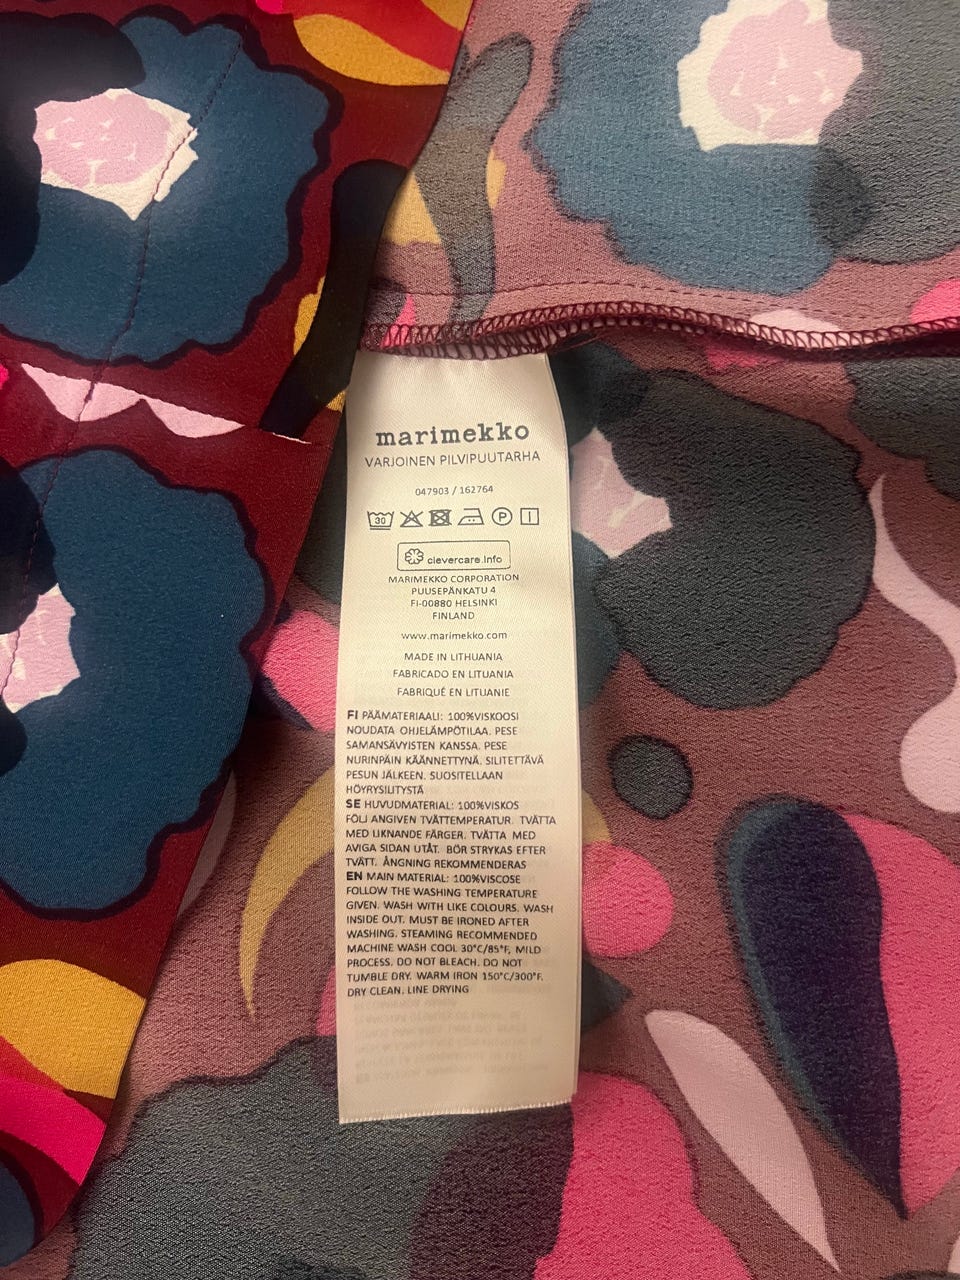 marimekko
VARJOINEN PILVIPUUTARHA
047903 / 162764
30 P
clevercare.info
MARIMEKKO CORPORATION
PUUSEPÄNKATU 4
FI-00880 HELSINKI
FINLAND
www.marimekko.com
MADE IN LITHUANIA
FABRICADO EN LITUANIA
FABRIQUÉ EN LITUANIE
FI PÄÄMATERIAALI: 100%VISKOOSI
NOUDATA OHJELÄMPÖTILAA. PESE
SAMANSÄVYISTEN KANSSA. PESE
NURINPÄIN KÄÄNNETTYNÄ. SILITETTÄVÄ
PESUN JÄLKEEN. SUOSITELLAAN
HÖYRYSILITYSTÄ
SE HUVUDMATERIAL: 100%VISKOS
FÖLJ ANGIVEN TVÄTTEMPERATUR. TVÄTTA
MED LIKNANDE FÄRGER. TVÄTTA MED
AVIGA SIDAN UTÅT. BÖR STRYKAS EFTER
TVÄTT. ÅNGNING REKOMMENDERAS
EN MAIN MATERIAL: 100%VISCOSE
FOLLOW THE WASHING TEMPERATURE
GIVEN. WASH WITH LIKE COLOURS. WASH
INSIDE OUT. MUST BE IRONED AFTER
WASHING. STEAMING RECOMMENDED
MACHINE WASH COOL 30°C/85°F, MILD
PROCESS. DO NOT BLEACH. DO NOT
TUMBLE DRY. WARM IRON 150°C/300°F.
DRY CLEAN. LINE DRYING